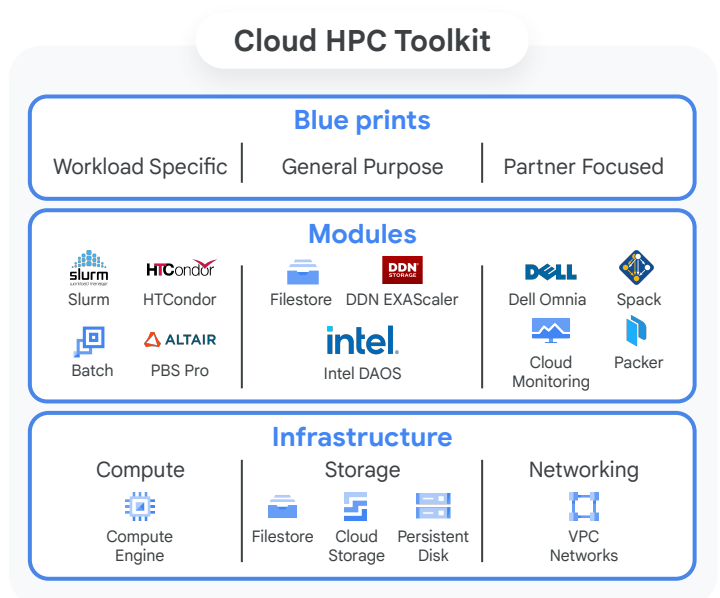 Cloud HPC Toolkit
Blue prints
Workload Specific
General Purpose
Partner Focused
Modules
slurm
workload manager
Slurm
HTCondor
HTCondor
Filestore
DDN
STORAGE
DDN EXAScaler
DELL
Dell Omnia
Spack
Batch
ALTAIR
PBS Pro
intel.
Intel DAOS
Cloud
Monitoring
Packer
Infrastructure
Compute
Storage
Networking
Compute
Engine
Filestore
Cloud
Storage
Persistent
Disk
VPC
Networks